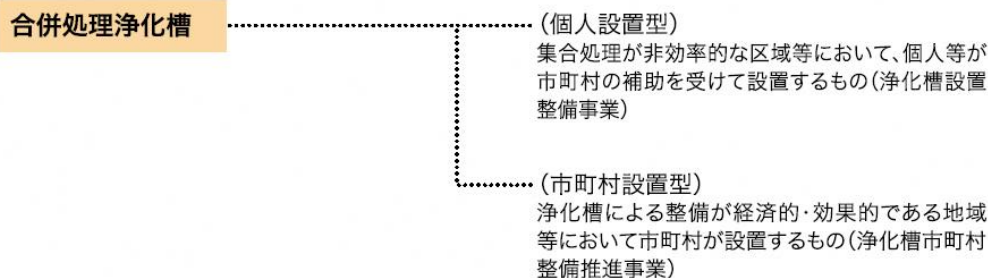 合併処理浄化槽
(個人設置型)
集合処理が非効率的な区域等において、個人等が
市町村の補助を受けて設置するもの(浄化槽設置
整備事業)
(市町村設置型)
浄化槽による整備が経済的・効果的である地域
等において市町村が設置するもの(浄化槽市町村
整備推進事業)